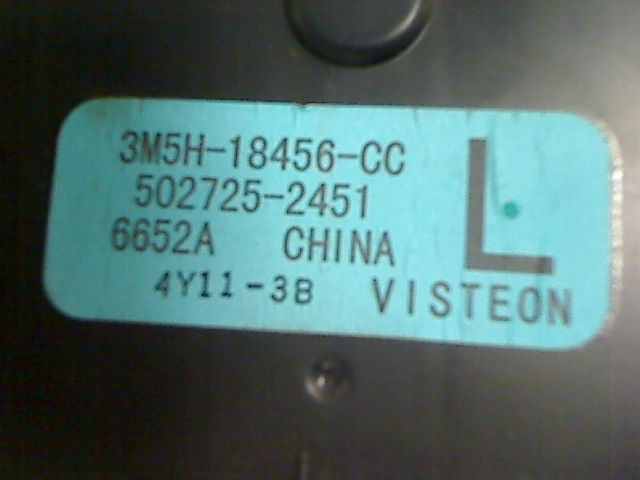 3M5H-18456-CC
502725-2451
6652A CHINA
L
4Y11-3B VISTEON